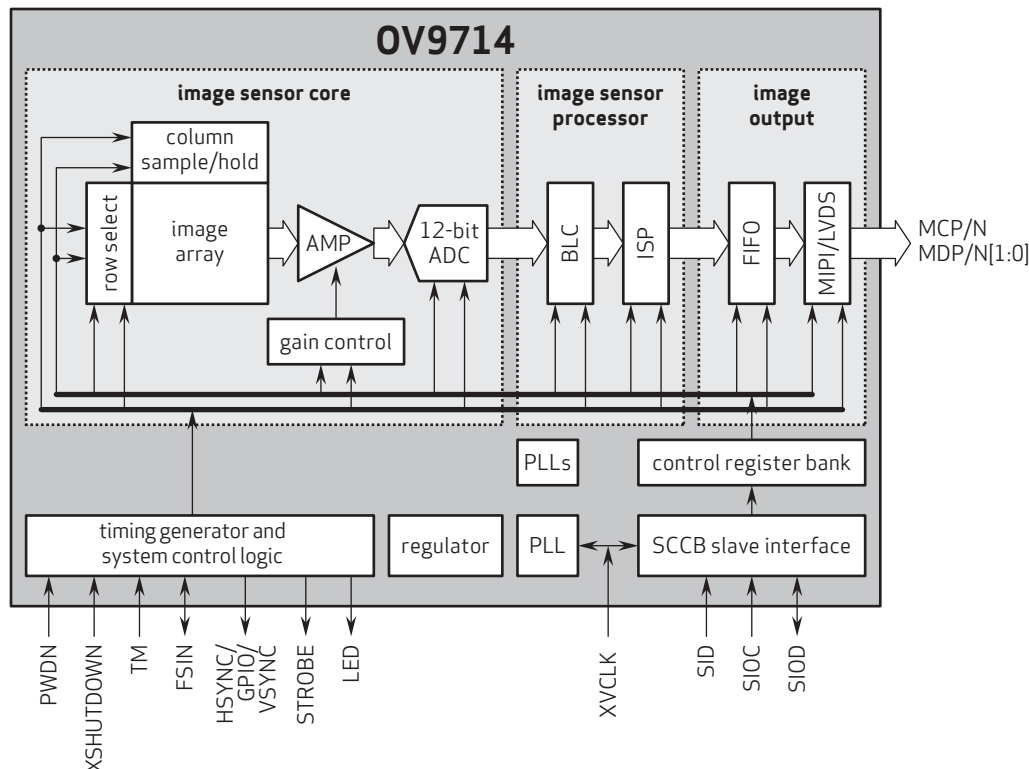 OV9714
image sensor core
image sensor
processor
image
output
column
sample/hold
row select
image
array
AMP
12-bit
ADC
BLC
ISP
FIFO
MIPI/LVDS
MCP/N
MDP/N[1:0]
gain control
PLLs
control register bank
timing generator and
system control logic
regulator
PLL
SCCB slave interface
PWDN
XSHUTDOWN
TM
FSIN
HSYNC/
GPIO/
VSYNC
STROBE
LED
XVCLK
SID
SIOC
SIOD